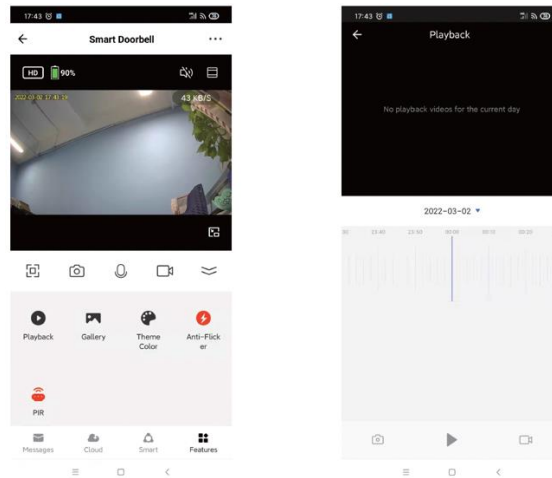 17:43
Smart Doorbell
HD 90%
2022-03-02 17:43:19
43 KB/S
Playback
Gallery
Theme
Color
Anti-Flick
er
PIR
Messages
Cloud
Smart
Features
17:43
Playback
No playback videos for the current day
2022-03-02
23:40
23:50
00:00
00:10
00:20